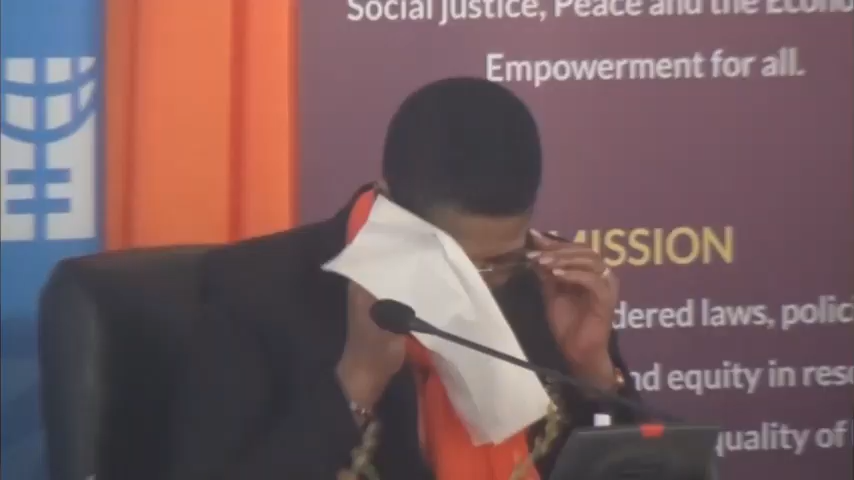 Social justice, Peace and the Econo
Empowerment for all.
MISSION
dered laws, polic
nd equity in reso
quality of